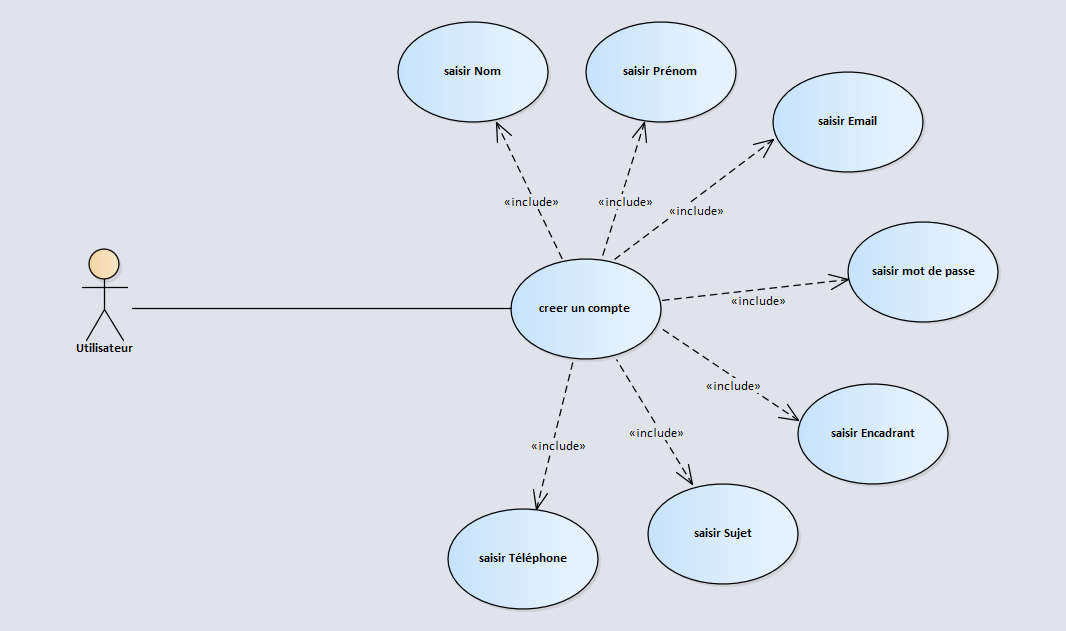 saisir Nom
saisir Prénom
saisir Email
«include»
«include»
«include»
saisir mot de passe
«include»
creer un compte
Utilisateur
«include»
saisir Encadrant
«include»
«include»
saisir Sujet
saisir Téléphone